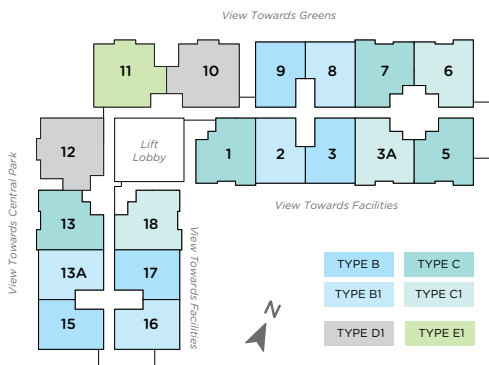 View Towards Greens
11
10
9
8
7
6
12
Lift
Lobby
1
2
3
3A
5
View Towards Central Park
View Towards Facilities
13
18
View Towards Facilities
13A
17
15
16
N
TYPE B
TYPE C
TYPE B1
TYPE C1
TYPE D1
TYPE E1